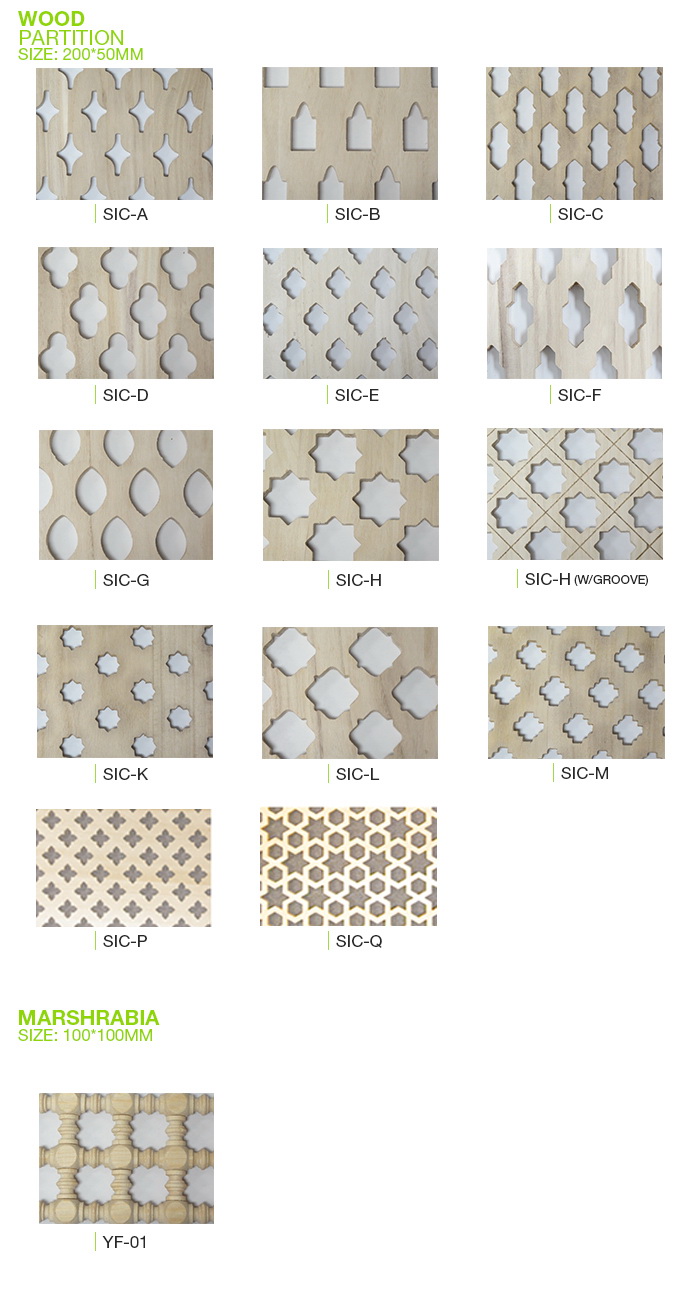 WOOD
PARTITION
SIZE: 200*50MM
SIC-A
SIC-B
SIC-C
SIC-D
SIC-E
SIC-F
SIC-G
SIC-H
SIC-H (W/GROOVE)
SIC-K
SIC-L
SIC-M
SIC-P
SIC-Q
MARSHRABIA
SIZE: 100*100MM
YF-01